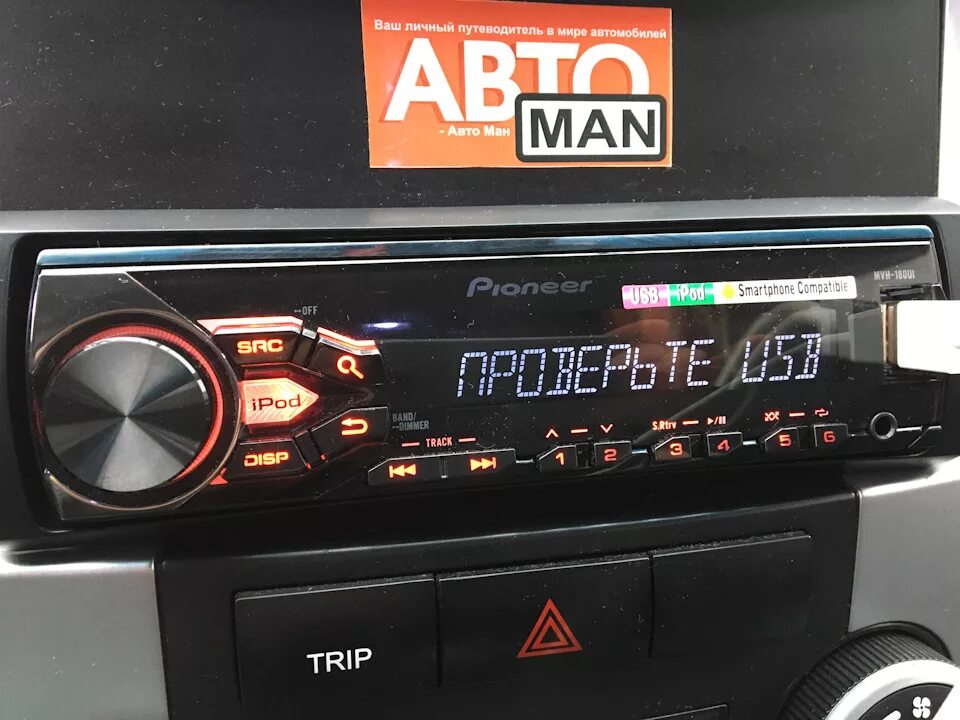 Ваш личный путеводитель в мире автомобилей
АВТО
- Авто Ман
MAN
Pioneer
MVH-1800UI
USB iPod Smartphone Compatible
OFF
SRC
iPod
DISP
BAND/
DIMMER
ПРОВЕРЬТЕ USB
TRACK
S.Rtrv
1 2 3 4 5 6
TRIP